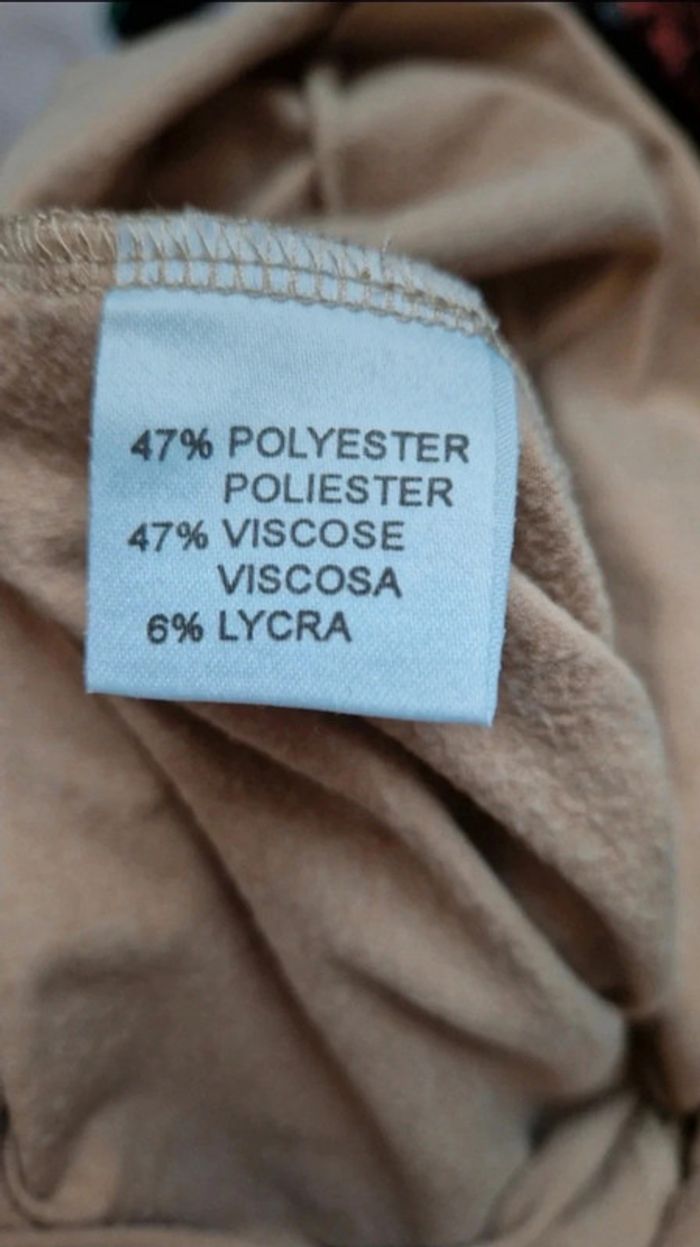 47% POLYESTER
POLIESTER
47% VISCOSE
VISCOSA
6% LYCRA